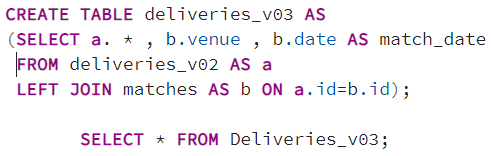 CREATE TABLE deliveries_v03 AS
(SELECT a. * , b.venue , b.date AS match_date
FROM deliveries_v02 AS a
LEFT JOIN matches AS b ON a.id=b.id);
SELECT * FROM Deliveries_v03;